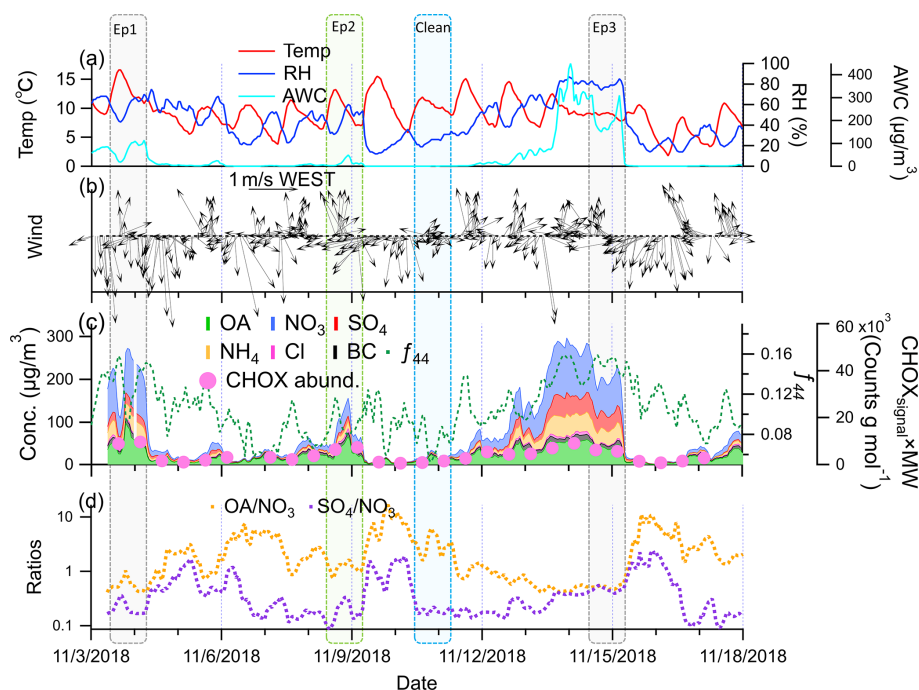 Ep1
Ep2
Clean
Ep3
(a)
Temp
RH
AWC
15
10
5
0
Temp (°C)
100
80
60
40
20
0
RH (%)
400
300
200
100
0
AWC (µg/m³)
(b)
1 m/s WEST
Wind
(c)
OA NO₃ SO₄
NH₄ Cl BC f₄₄
CHOX abund.
300
200
100
0
Conc. (µg/m³)
0.16
0.12
0.08
f₄₄
60 x10³
40
20
0
CHOX_signal×MW
(Counts g mol⁻¹)
(d)
OA/NO₃ SO₄/NO₃
10
1
0.1
Ratios
11/3/2018 11/6/2018 11/9/2018 11/12/2018 11/15/2018 11/18/2018
Date